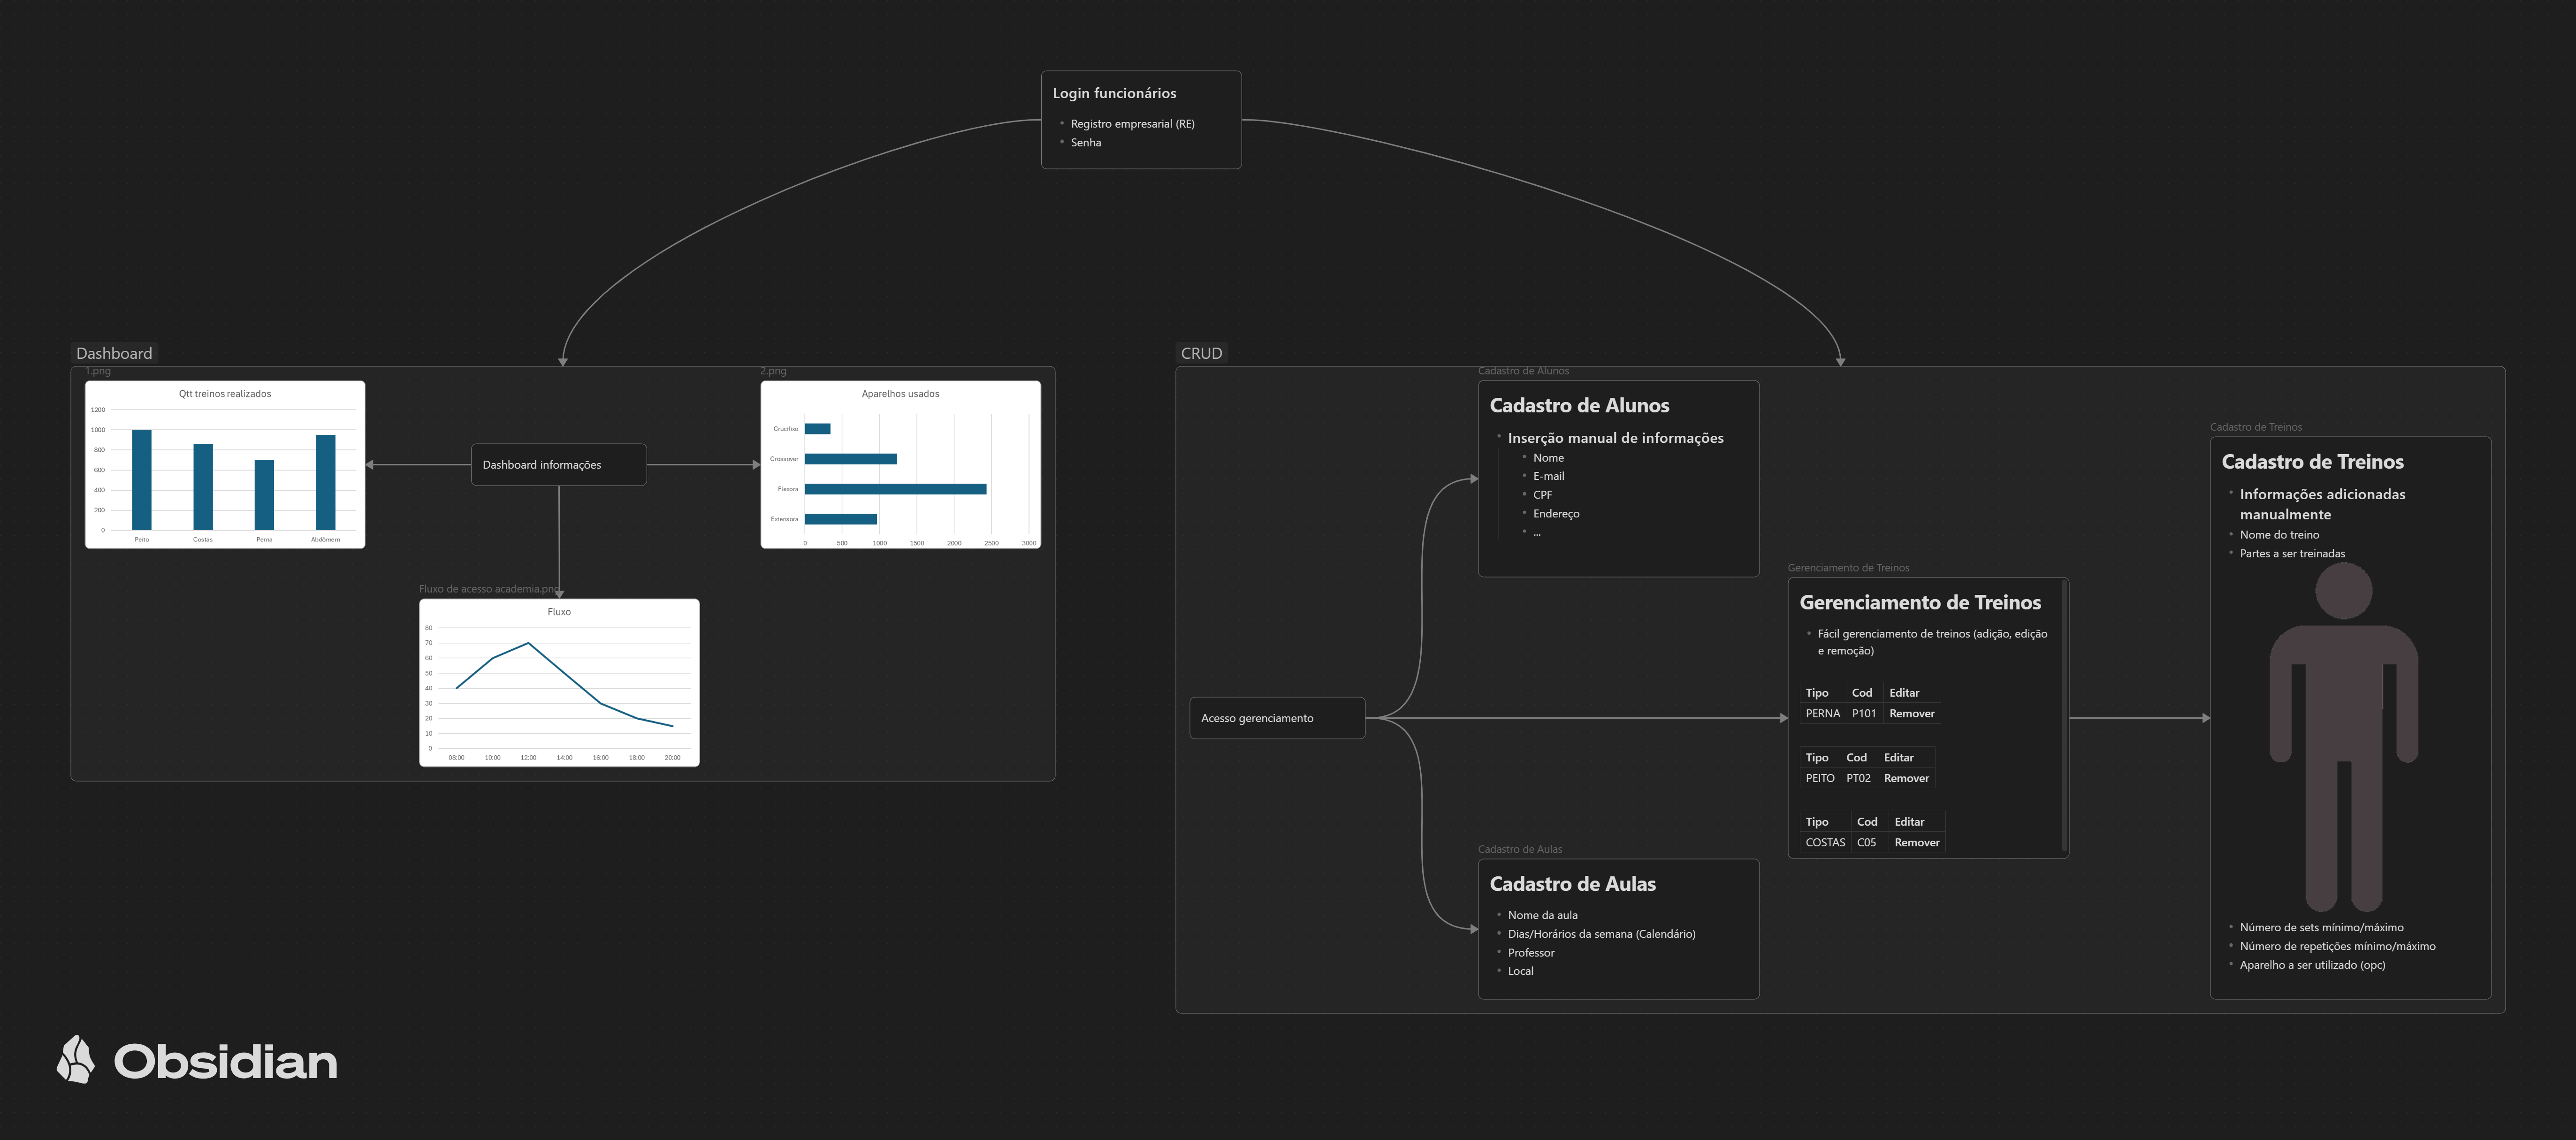 Login funcionários
Registro empresarial (RE)
Senha
Dashboard
1.png
Qtt treinos realizados
1200
1000
800
600
400
200
0
Peito Costas Perna Abdômem
Dashboard informações
2.png
Aparelhos usados
Crucifixo
Crossover
Flexora
Extensora
0 500 1000 1500 2000 2500 3000
Fluxo de acesso academia.png
Fluxo
80
70
60
50
40
30
20
10
0
08:00 10:00 12:00 14:00 16:00 18:00 20:00
CRUD
Acesso gerenciamento
Cadastro de Alunos
Cadastro de Alunos
Inserção manual de informações
Nome
E-mail
CPF
Endereço
...
Gerenciamento de Treinos
Gerenciamento de Treinos
Fácil gerenciamento de treinos (adição, edição
e remoção)
Tipo Cod Editar
PERNA P101 Remover
Tipo Cod Editar
PEITO PT02 Remover
Tipo Cod Editar
COSTAS C05 Remover
Cadastro de Aulas
Cadastro de Aulas
Nome da aula
Dias/Horários da semana (Calendário)
Professor
Local
Cadastro de Treinos
Cadastro de Treinos
Informações adicionadas
manualmente
Nome do treino
Partes a ser treinadas
Número de sets mínimo/máximo
Número de repetições mínimo/máximo
Aparelho a ser utilizado (opc)
Obsidian